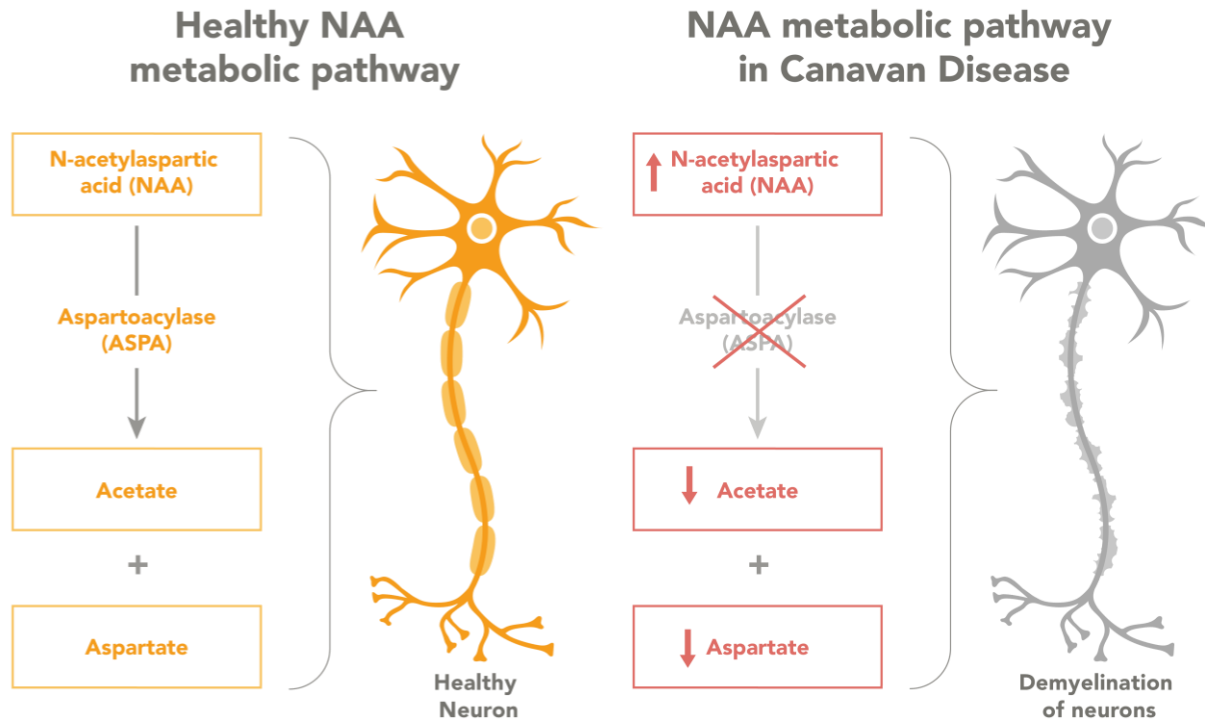 Healthy NAA
metabolic pathway
N-acetylaspartic
acid (NAA)
Aspartoacylase
(ASPA)
Acetate
+
Aspartate
Healthy
Neuron
NAA metabolic pathway
in Canavan Disease
N-acetylaspartic
acid (NAA)
Aspartoacylase
(ASPA)
Acetate
+
Aspartate
Demyelination
of neurons